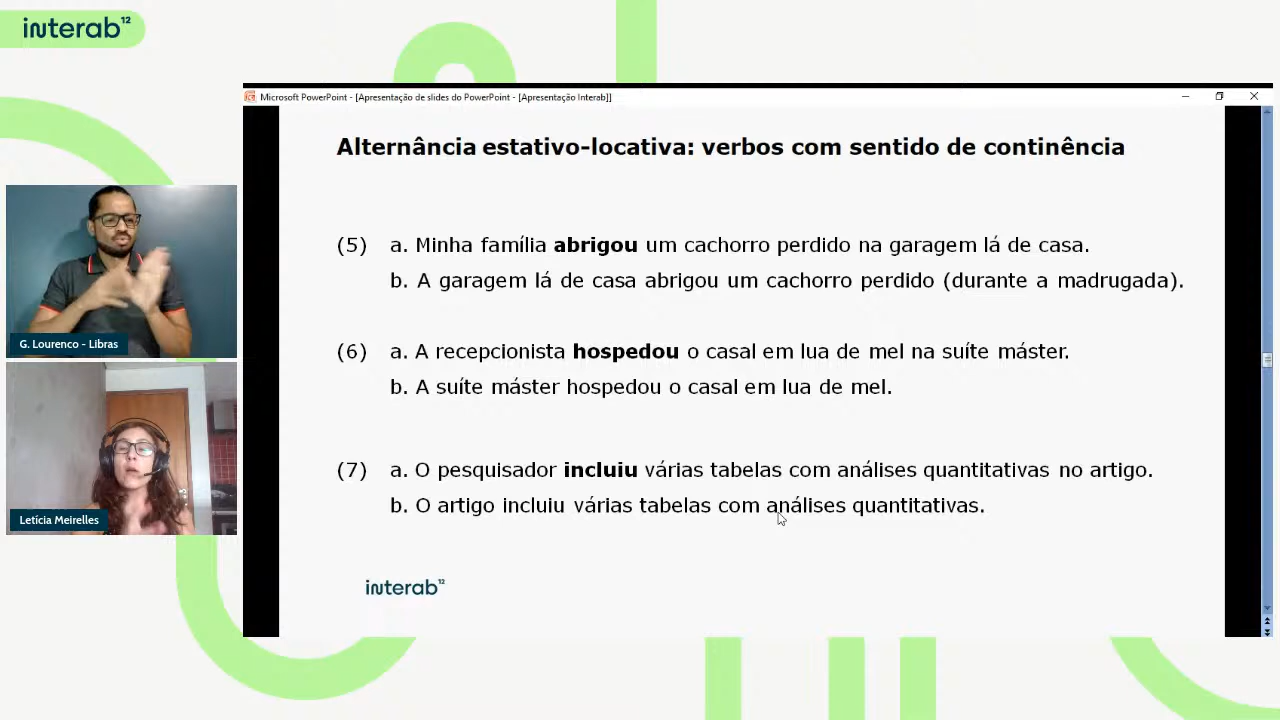 interab¹²
Microsoft PowerPoint - [Apresentação de slides do PowerPoint - [Apresentação Interab]]
Alternância estativo-locativa: verbos com sentido de continência
(5) a. Minha família abrigou um cachorro perdido na garagem lá de casa.
b. A garagem lá de casa abrigou um cachorro perdido (durante a madrugada).
(6) a. A recepcionista hospedou o casal em lua de mel na suíte máster.
b. A suíte máster hospedou o casal em lua de mel.
(7) a. O pesquisador incluiu várias tabelas com análises quantitativas no artigo.
b. O artigo incluiu várias tabelas com análises quantitativas.
interab¹²
G. Lourenco - Libras
Letícia Meirelles